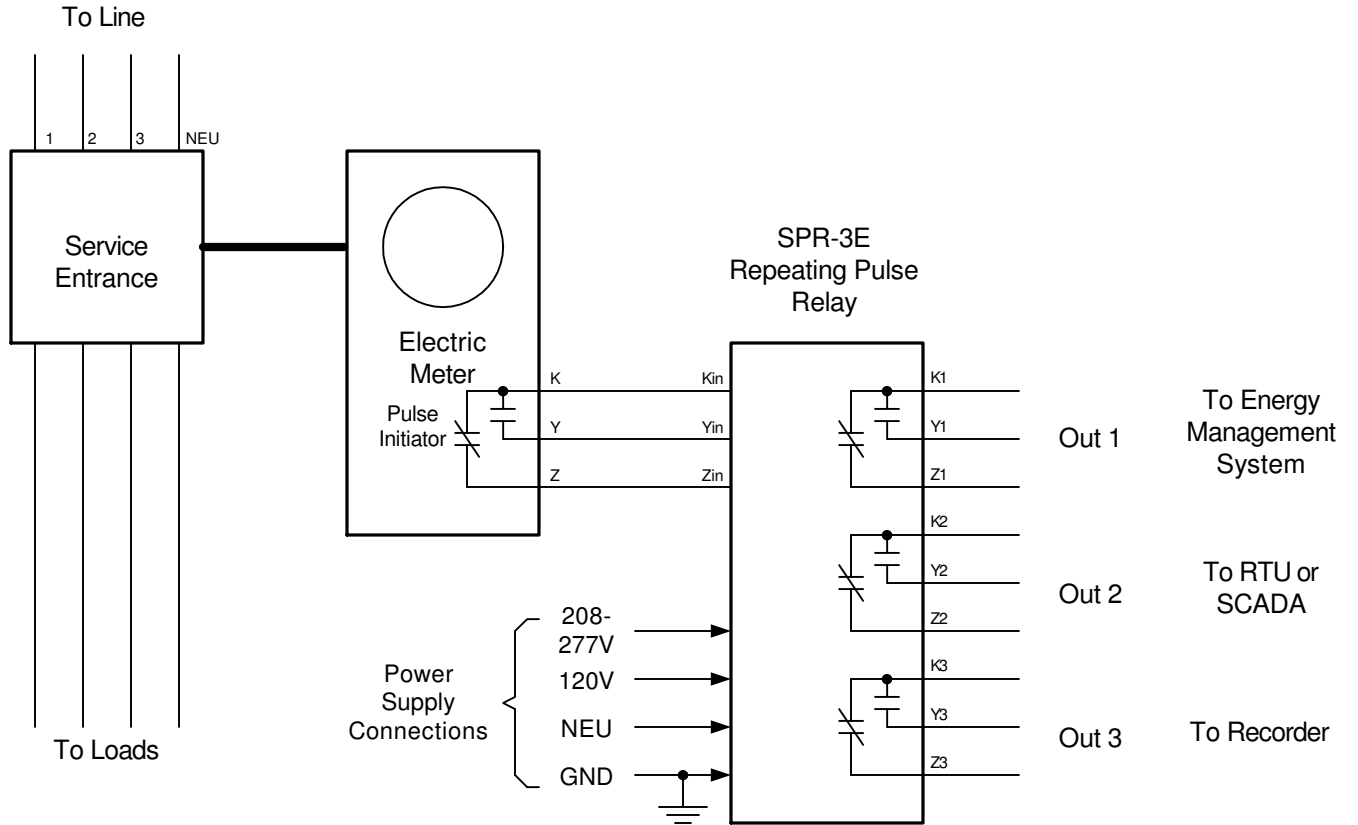 To Line
1
2
3
NEU
Service
Entrance
To Loads
Electric
Meter
Pulse
Initiator
K
Y
Z
SPR-3E
Repeating Pulse
Relay
Kin
Yin
Zin
Power
Supply
Connections
208-
277V
120V
NEU
GND
K1
Y1
Z1
Out 1
To Energy
Management
System
K2
Y2
Z2
Out 2
To RTU or
SCADA
K3
Y3
Z3
Out 3
To Recorder